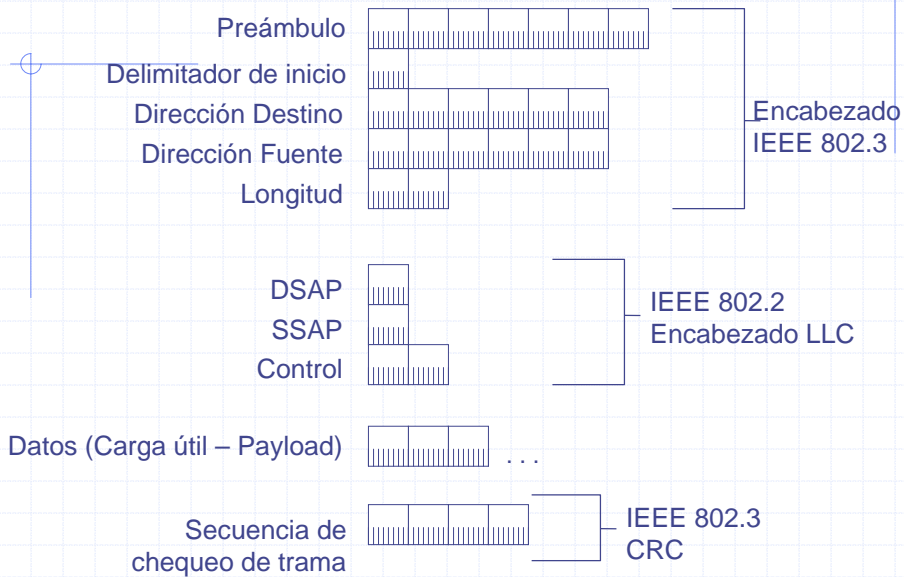 Preámbulo
Delimitador de inicio
Dirección Destino
Dirección Fuente
Longitud
Encabezado
IEEE 802.3
DSAP
SSAP
Control
IEEE 802.2
Encabezado LLC
Datos (Carga útil – Payload)
. . .
Secuencia de
chequeo de trama
IEEE 802.3
CRC